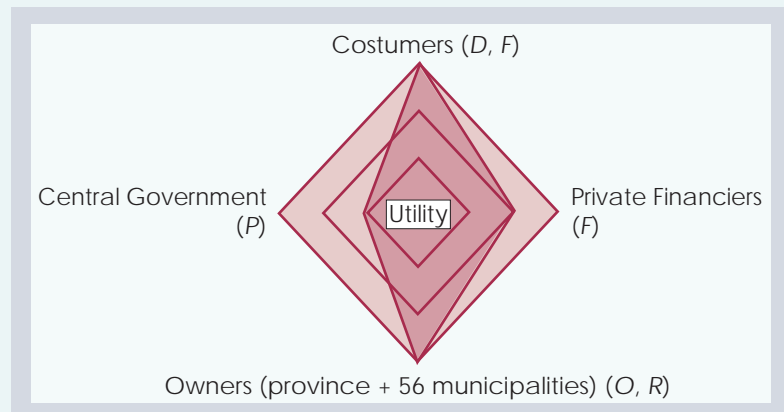 Costumers (D, F)
Central Government
(P)
Utility
Private Financiers
(F)
Owners (province + 56 municipalities) (O, R)